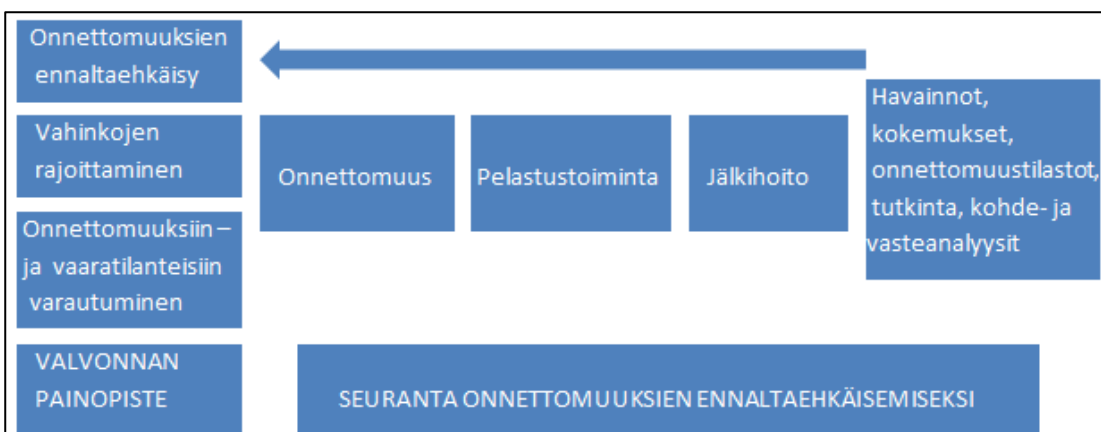 Onnettomuuksien
ennaltaehkäisy
Vahinkojen
rajoittaminen
Onnettomuuksiin –
ja vaaratilanteisiin
varautuminen
VALVONNAN
PAINOPISTE
Onnettomuus
Pelastustoiminta
Jälkihoito
Havainnot,
kokemukset,
onnettomuustilastot,
tutkinta, kohde- ja
vasteanalyysit
SEURANTA ONNETTOMUUKSIEN ENNALTAEHKÄISEMISEKSI